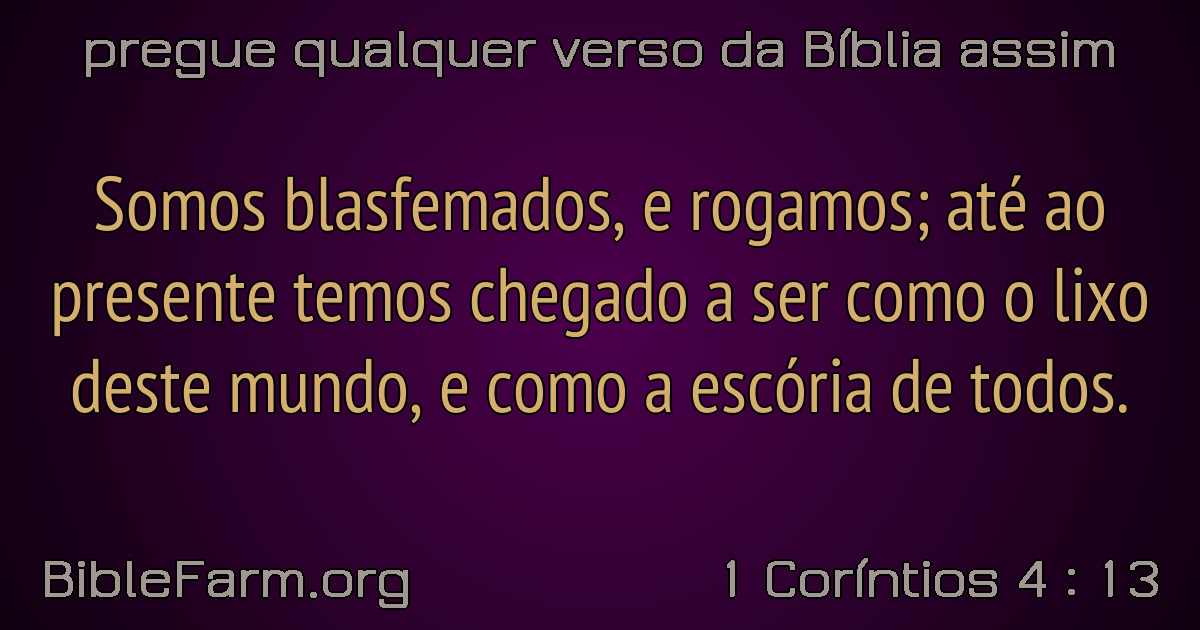 pregue qualquer verso da Bíblia assim
Somos blasfemados, e rogamos; até ao
presente temos chegado a ser como o lixo
deste mundo, e como a escória de todos.
BibleFarm.org
1 Coríntios 4 : 13